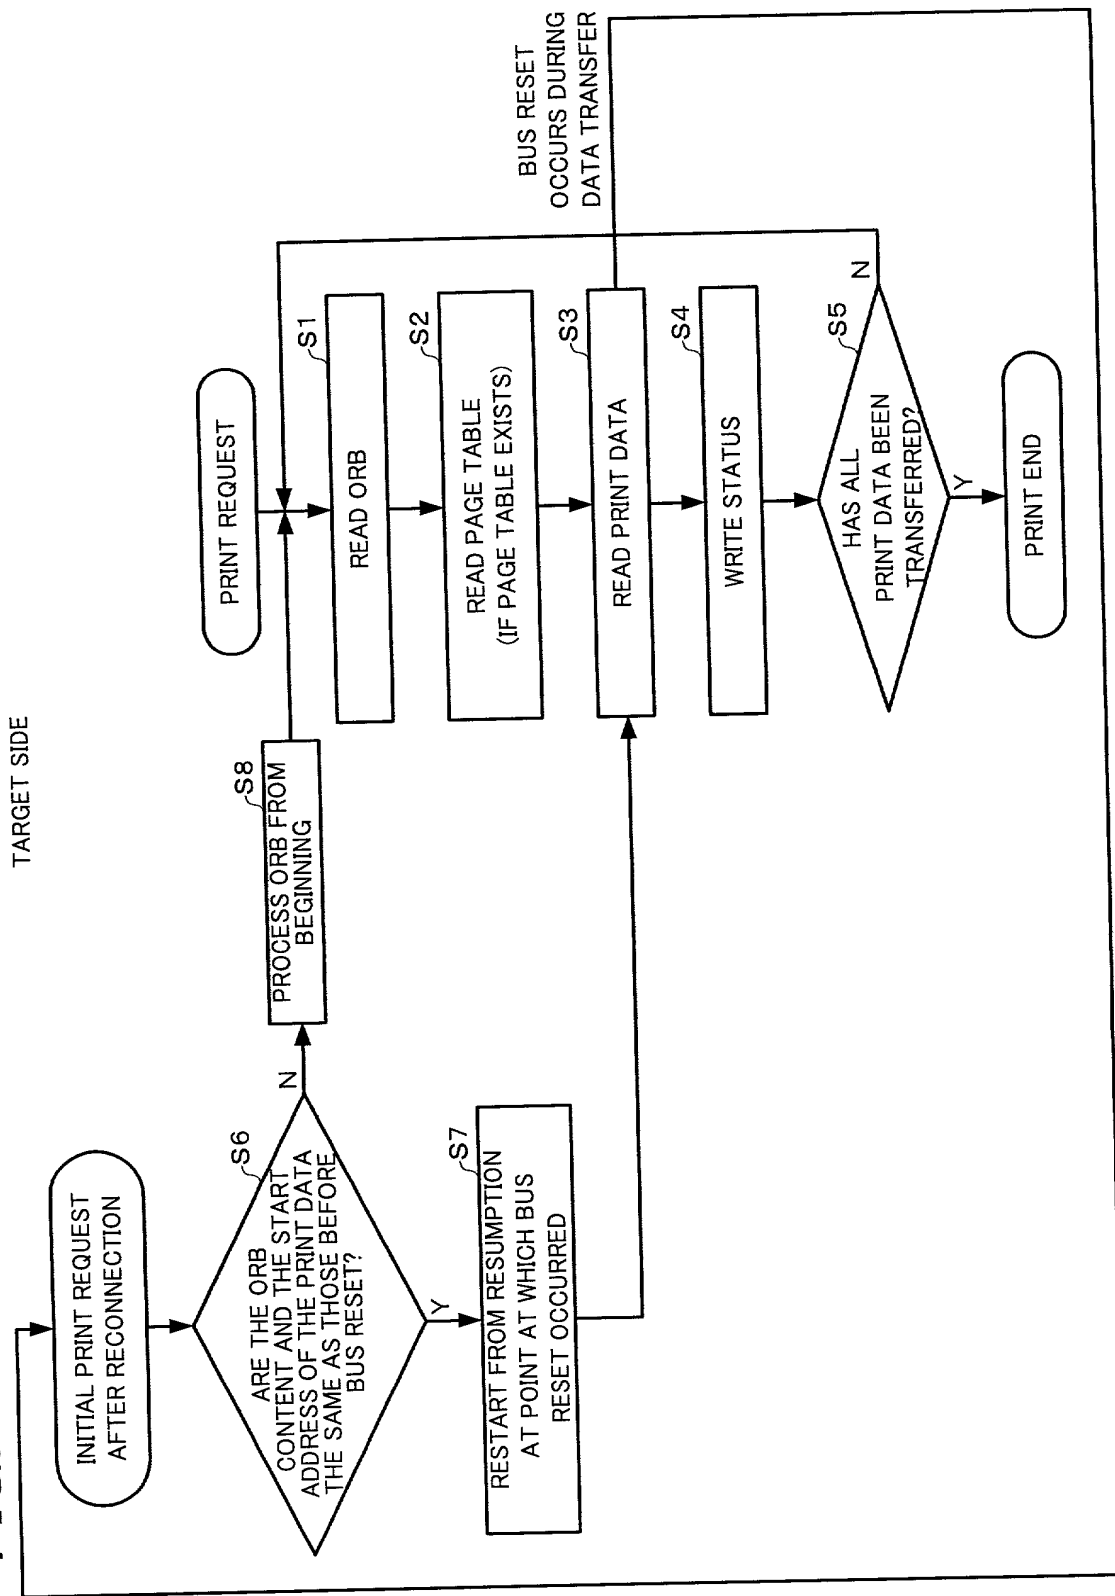 TARGET SIDE
INITIAL PRINT REQUEST
AFTER RECONNECTION
S6
ARE THE ORB
CONTENT AND THE START
ADDRESS OF THE PRINT DATA
THE SAME AS THOSE BEFORE
BUS RESET?
N
Y
S7
RESTART FROM RESUMPTION
AT POINT AT WHICH BUS
RESET OCCURRED
S8
PROCESS ORB FROM
BEGINNING
PRINT REQUEST
S1
READ ORB
S2
READ PAGE TABLE
(IF PAGE TABLE EXISTS)
S3
READ PRINT DATA
S4
WRITE STATUS
S5
HAS ALL
PRINT DATA BEEN
TRANSFERRED?
N
Y
PRINT END
BUS RESET
OCCURS DURING
DATA TRANSFER